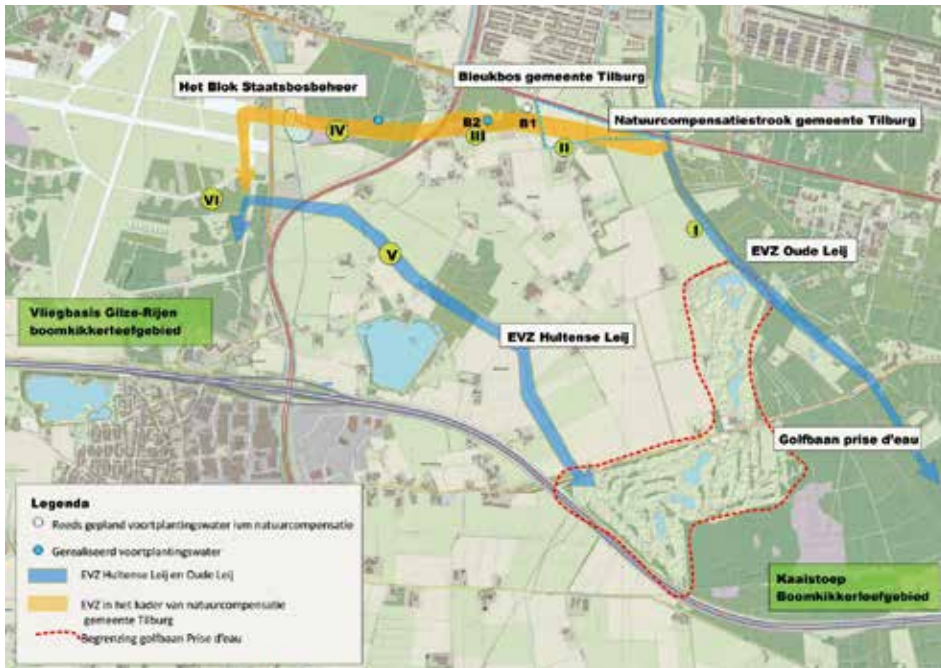 Het Blok Staatsbosbeheer
Bleukbos gemeente Tilburg
Natuurcompensatiestrook gemeente Tilburg
IV
B2
III
B1
II
VI
I
V
EVZ Oude Leij
Vliegbasis Gilze-Rijen
boomkikkerleefgebied
EVZ Hultense Leij
Golfbaan prise d'eau
Legenda
Reeds gepland voortplantingswater ivm natuurcompensatie
Gerealiseerd voortplantingswater
EVZ Hultense Leij en Oude Leij
EVZ in het kader van natuurcompensatie
gemeente Tilburg
Begrenzing golfbaan Prise d'eau
Kaaistoep
Boomkikkerleefgebied